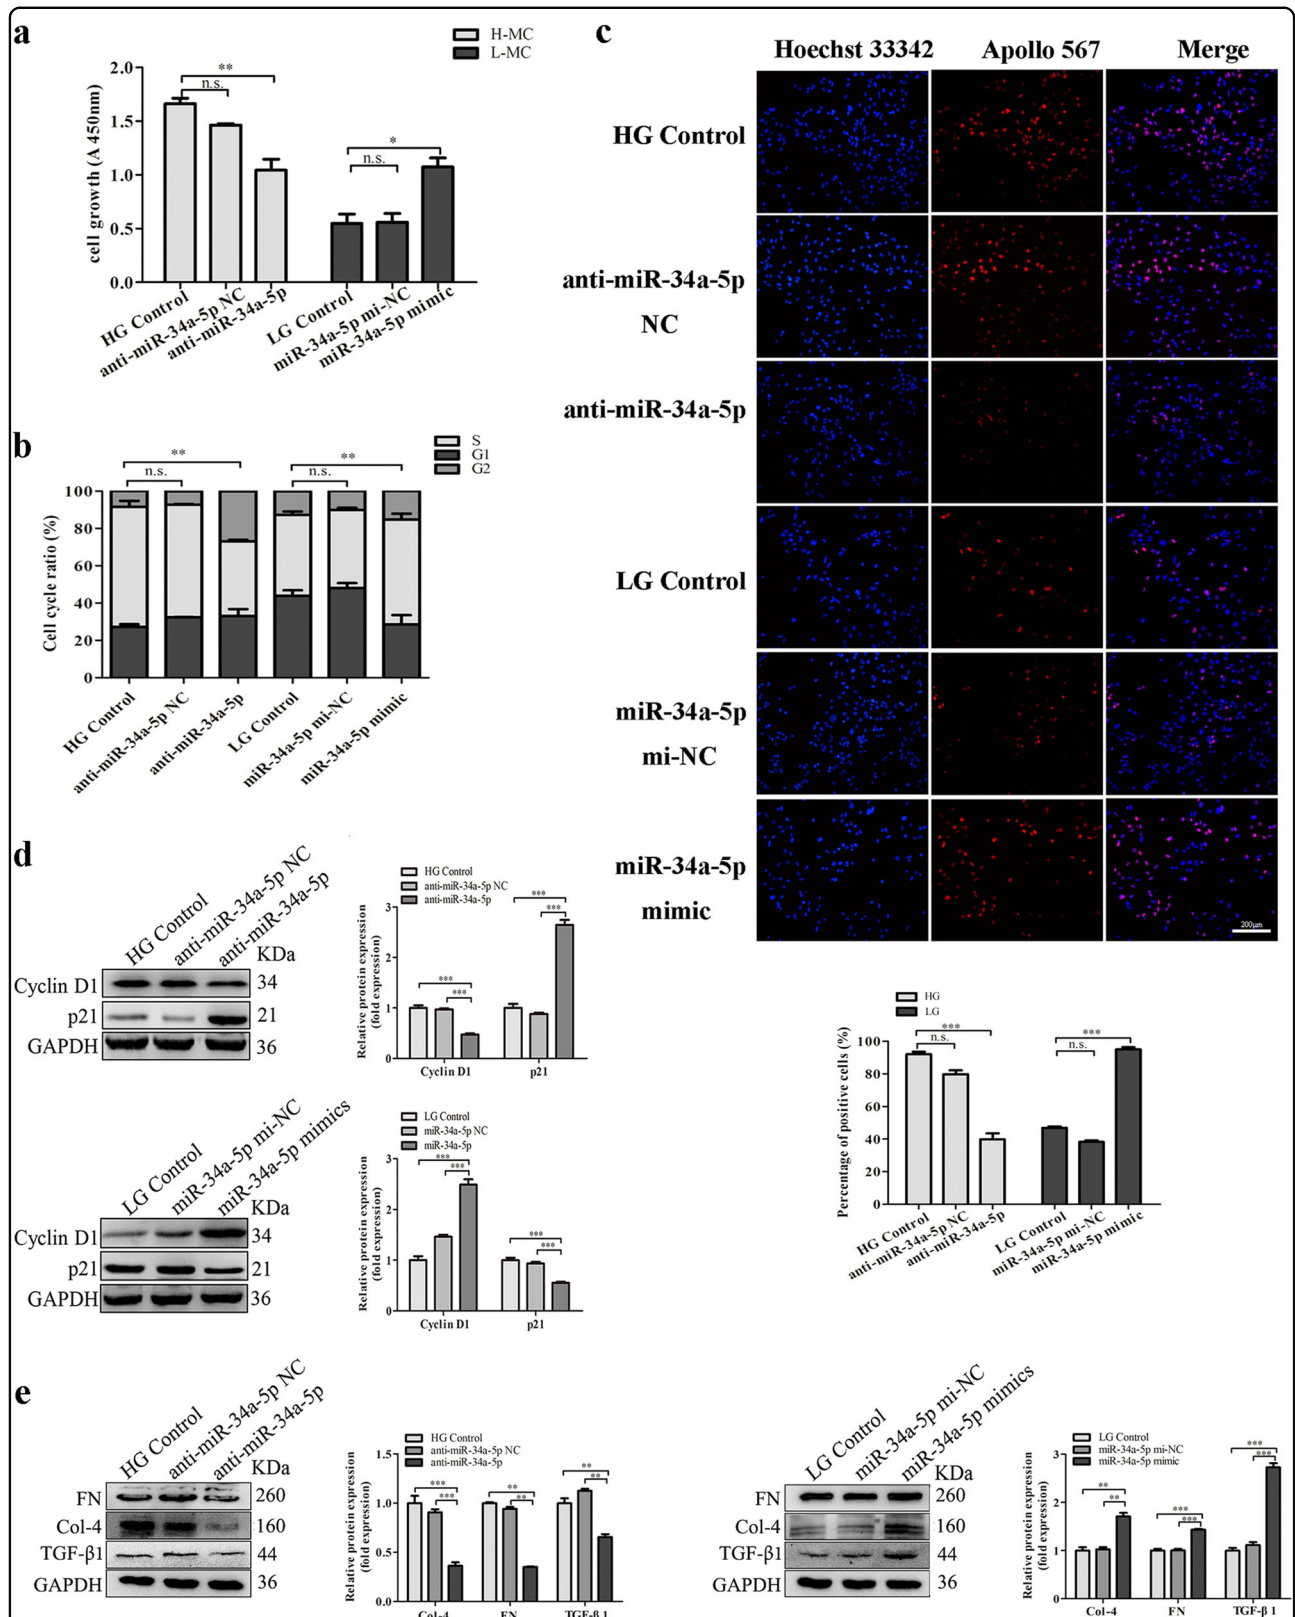 a
H-MC
L-MC
cell growth (A 450nm)
2.0
1.5
1.0
0.5
0.0
**
n.s.
*
n.s.
HG Control
anti-miR-34a-5p NC
anti-miR-34a-5p
LG Control
miR-34a-5p mi-NC
miR-34a-5p mimic
b
S
G1
G2
Cell cycle ratio (%)
100
80
60
40
20
0
**
n.s.
**
n.s.
HG Control
anti-miR-34a-5p NC
anti-miR-34a-5p
LG Control
miR-34a-5p mi-NC
miR-34a-5p mimic
c
Hoechst 33342 Apollo 567 Merge
HG Control
anti-miR-34a-5p
NC
anti-miR-34a-5p
LG Control
miR-34a-5p
mi-NC
miR-34a-5p
mimic
200μm
HG
LG
Percentage of positive cells (%)
100
80
60
40
20
0
***
n.s.
***
n.s.
HG Control
anti-miR-34a-5p NC
anti-miR-34a-5p
LG Control
miR-34a-5p mi-NC
miR-34a-5p mimic
d
HG Control
anti-miR-34a-5p NC
anti-miR-34a-5p
KDa
Cyclin D1 34
p21 21
GAPDH 36
HG Control
anti-miR-34a-5p NC
anti-miR-34a-5p
Relative protein expression
(fold expression)
3
2
1
0
***
***
***
***
Cyclin D1 p21
LG Control
miR-34a-5p mi-NC
miR-34a-5p mimics
KDa
Cyclin D1 34
p21 21
GAPDH 36
LG Control
miR-34a-5p NC
miR-34a-5p
Relative protein expression
(fold expression)
3
2
1
0
***
***
***
***
Cyclin D1 p21
e
HG Control
anti-miR-34a-5p NC
anti-miR-34a-5p
KDa
FN 260
Col-4 160
TGF-β1 44
GAPDH 36
HG Control
anti-miR-34a-5p NC
anti-miR-34a-5p
Relative protein expression
(fold expression)
1.5
1.0
0.5
0.0
***
***
**
**
**
**
Col-4 FN TGF-β 1
LG Control
miR-34a-5p mi-NC
miR-34a-5p mimics
KDa
FN 260
Col-4 160
TGF-β1 44
GAPDH 36
LG Control
miR-34a-5p mi-NC
miR-34a-5p mimic
Relative protein expression
(fold expression)
3
2
1
0
**
**
***
***
***
***
Col-4 FN TGF-β 1